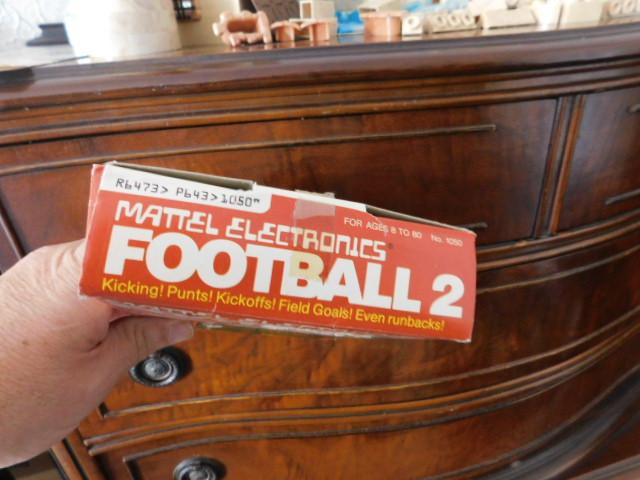 R6473> P643>1050™
MATTEL ELECTRONICS®
FOR AGES 8 TO 80 No. 1050
FOOTBALL 2
Kicking! Punts! Kickoffs! Field Goals! Even runbacks!